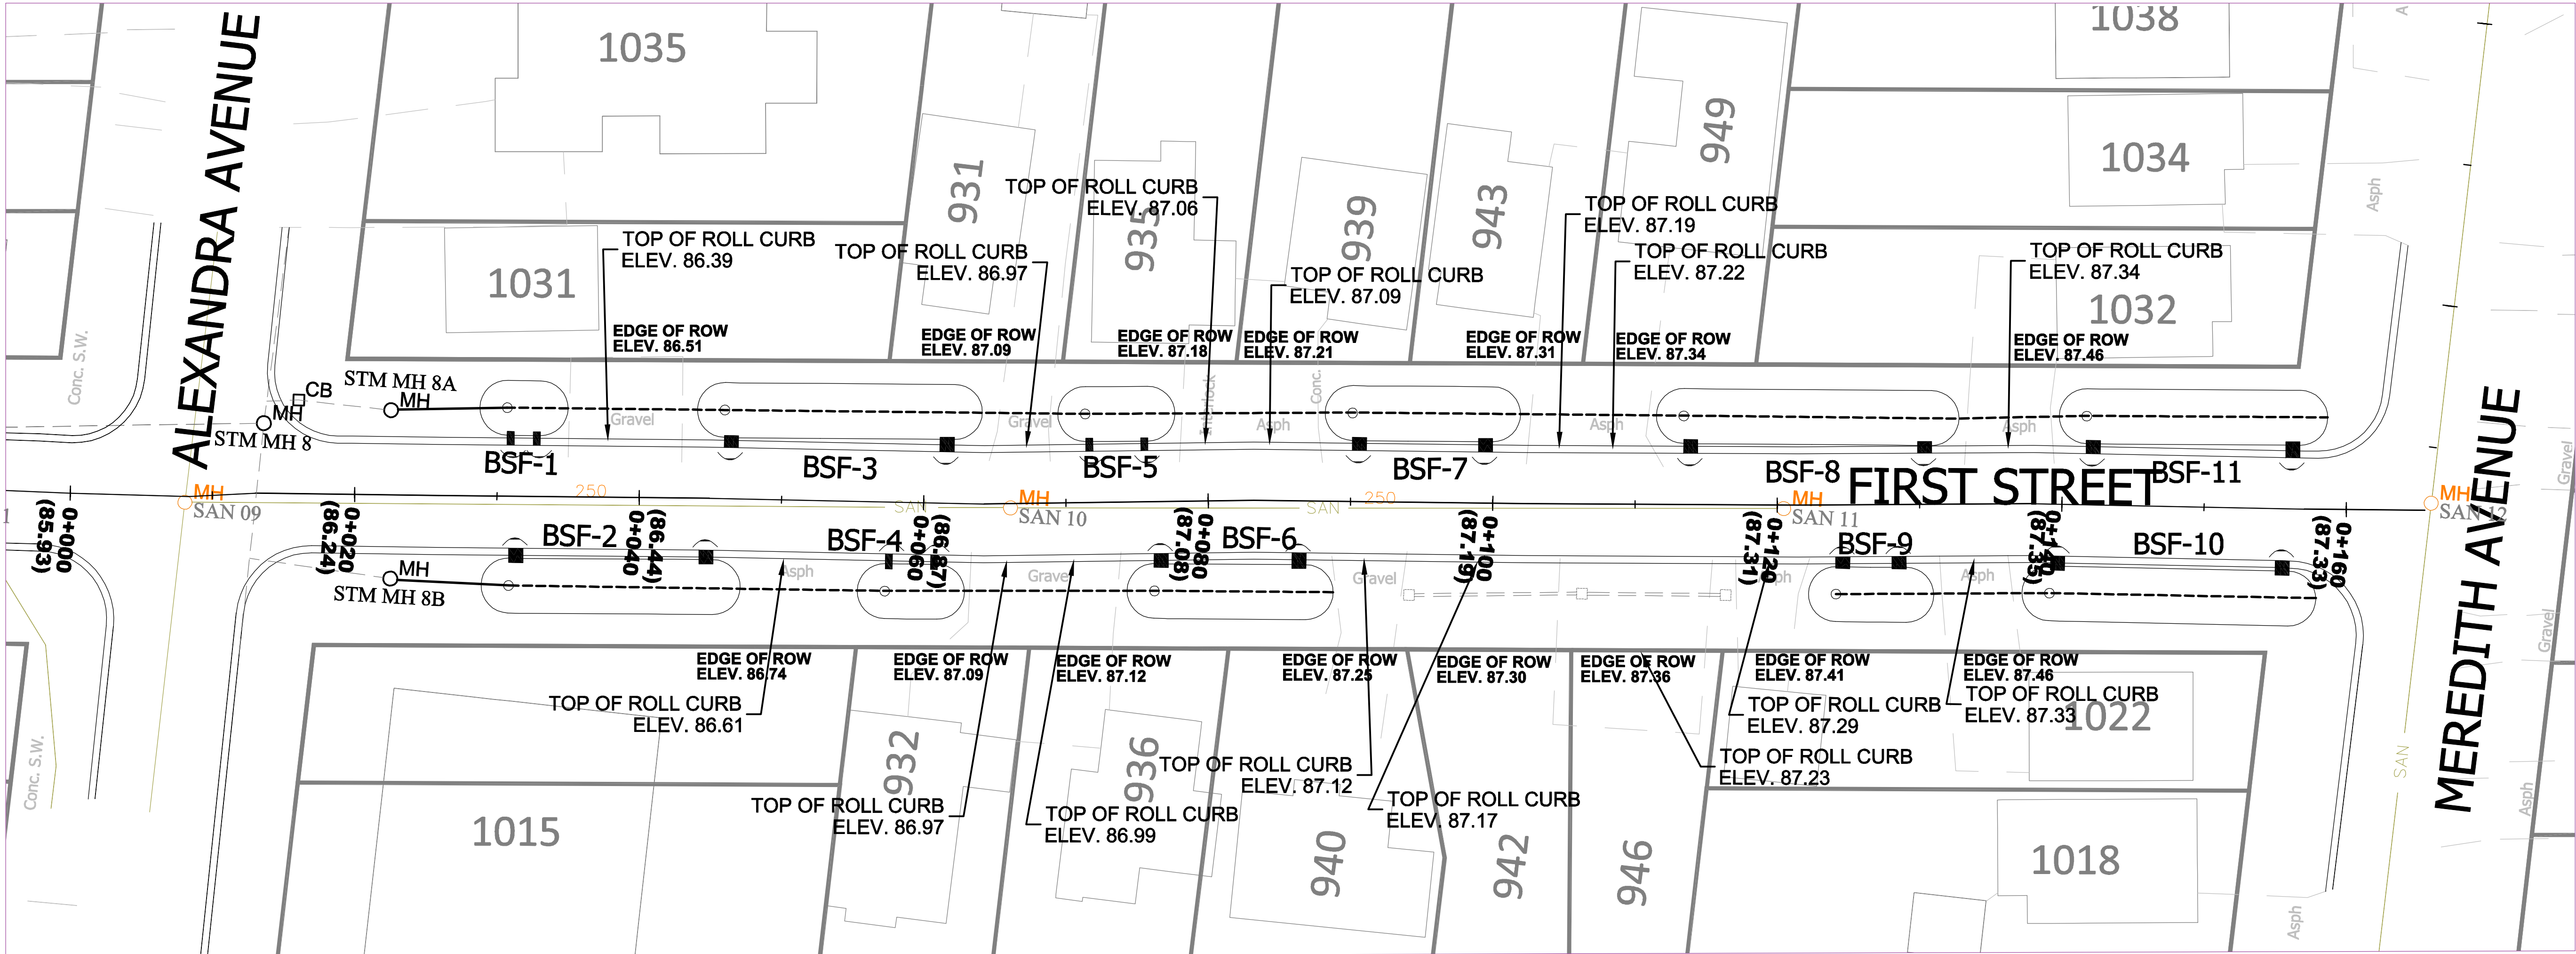 ALEXANDRA AVENUE
1035
1038
1034
949
931
935
939
943
1031
1032
TOP OF ROLL CURB
ELEV. 87.06
TOP OF ROLL CURB
ELEV. 87.19
TOP OF ROLL CURB
ELEV. 86.39
TOP OF ROLL CURB
ELEV. 86.97
TOP OF ROLL CURB
ELEV. 87.09
TOP OF ROLL CURB
ELEV. 87.22
TOP OF ROLL CURB
ELEV. 87.34
Asph
A
EDGE OF ROW
ELEV. 86.51
EDGE OF ROW
ELEV. 87.09
EDGE OF ROW
ELEV. 87.18
EDGE OF ROW
ELEV. 87.21
EDGE OF ROW
ELEV. 87.31
EDGE OF ROW
ELEV. 87.34
EDGE OF ROW
ELEV. 87.46
Conc. S.W.
CB
STM MH 8A
MH
MH
STM MH 8
Gravel
Gravel
Interlock
Asph
Conc.
Asph
Asph
Gravel
BSF-1
BSF-3
BSF-5
BSF-7
BSF-8
FIRST STREET
BSF-11
MEREDITH AVENUE
MH
SAN 09
250
SAN
MH
SAN 10
SAN
250
MH
SAN 11
MH
SAN 12
1
0+000
(85.93)
0+020
(86.24)
0+040
(86.44)
0+060
(86.87)
0+080
(87.08)
0+100
(87.19)
0+120
(87.31)
0+140
(87.35)
0+160
(87.33)
BSF-2
BSF-4
BSF-6
BSF-9
BSF-10
MH
STM MH 8B
Asph
Gravel
Gravel
Asph
Asph
Gravel
EDGE OF ROW
ELEV. 86.74
EDGE OF ROW
ELEV. 87.09
EDGE OF ROW
ELEV. 87.12
EDGE OF ROW
ELEV. 87.25
EDGE OF ROW
ELEV. 87.30
EDGE OF ROW
ELEV. 87.36
EDGE OF ROW
ELEV. 87.41
EDGE OF ROW
ELEV. 87.46
TOP OF ROLL CURB
ELEV. 86.61
TOP OF ROLL CURB
ELEV. 87.29
TOP OF ROLL CURB
ELEV. 87.33
TOP OF ROLL CURB
ELEV. 87.12
TOP OF ROLL CURB
ELEV. 87.23
TOP OF ROLL CURB
ELEV. 86.97
TOP OF ROLL CURB
ELEV. 86.99
TOP OF ROLL CURB
ELEV. 87.17
Conc. S.W.
1015
932
936
940
942
946
1022
1018
SAN
Asph
Asph